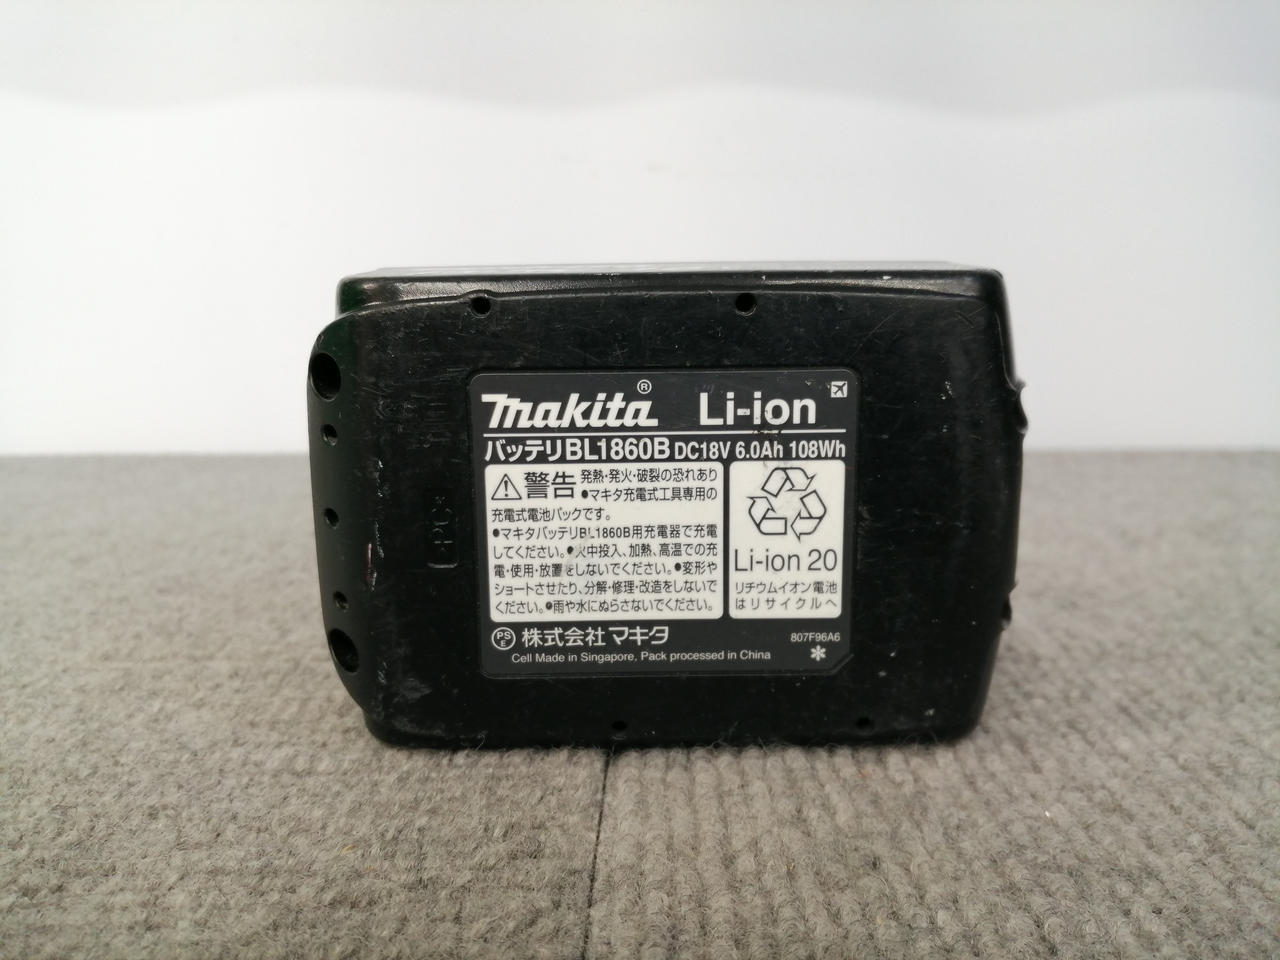 makita® Li-ion
バッテリBL1860B DC18V 6.0Ah 108Wh
警告 発熱・発火・破裂の恐れあり
●マキタ充電式工具専用の
充電式電池パックです。
●マキタバッテリBL1860B用充電器で充電
してください。●火中投入、加熱、高温での充
電・使用・放置をしないでください。●変形や
ショートさせたり、分解・修理・改造をしないで
ください。●雨や水にぬらさないでください。
Li-ion 20
リチウムイオン電池
はリサイクルへ
PS
E 株式会社マキタ
807F96A6
Cell Made in Singapore, Pack processed in China
✻